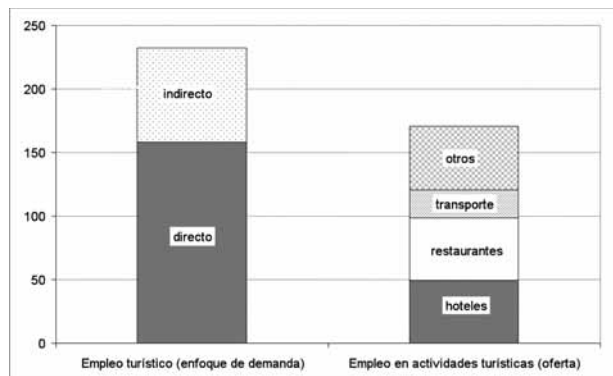 250
200
150
100
50
0
indirecto
directo
otros
transporte
restaurantes
hoteles
Empleo turístico (enfoque de demanda)
Empleo en actividades turísticas (oferta)